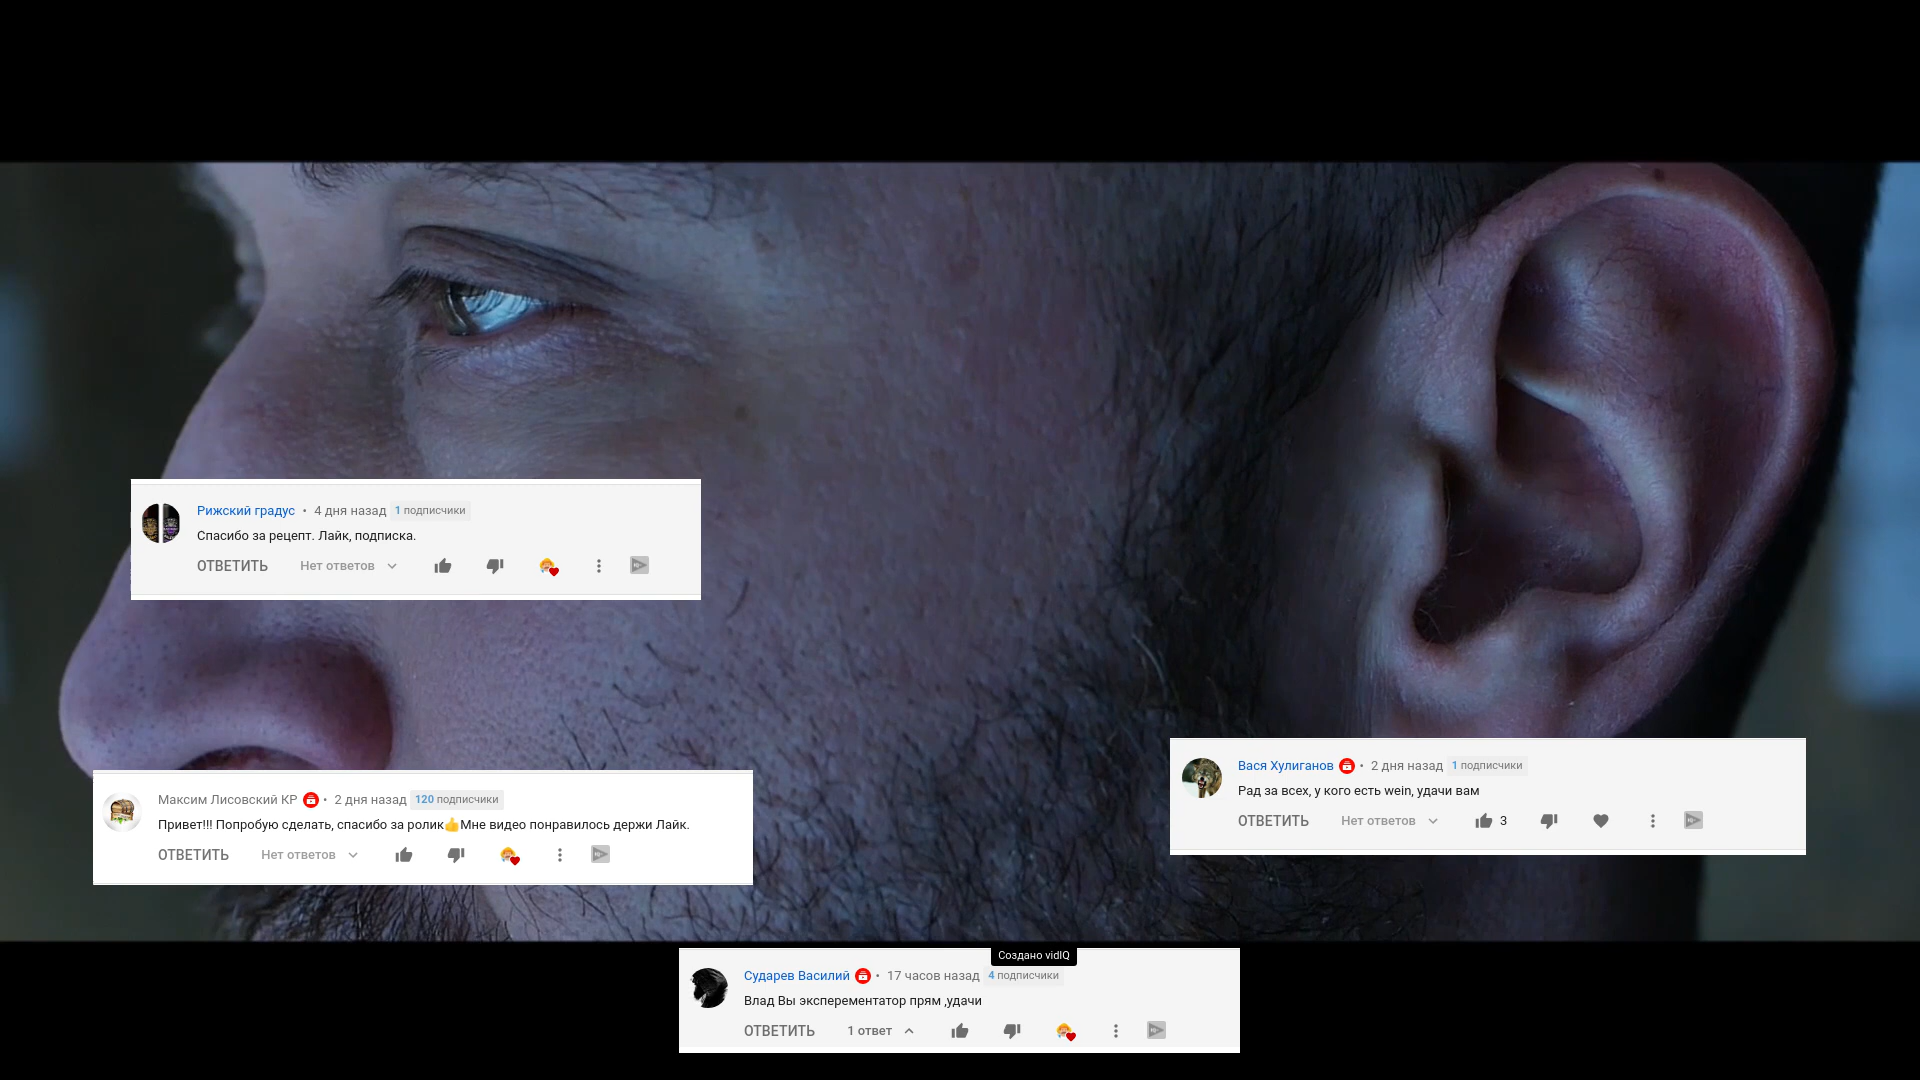 Рижский градус • 4 дня назад 1 подписчики
Спасибо за рецепт. Лайк, подписка.
ОТВЕТИТЬ Нет ответов
Максим Лисовский КР • 2 дня назад 120 подписчики
Привет!!! Попробую сделать, спасибо за ролик👍Мне видео понравилось держи Лайк.
ОТВЕТИТЬ Нет ответов
Вася Хулиганов • 2 дня назад 1 подписчики
Рад за всех, у кого есть wein, удачи вам
ОТВЕТИТЬ Нет ответов 3
Создано vidIQ
Сударев Василий • 17 часов назад 4 подписчики
Влад Вы эксперементатор прям ,удачи
ОТВЕТИТЬ 1 ответ